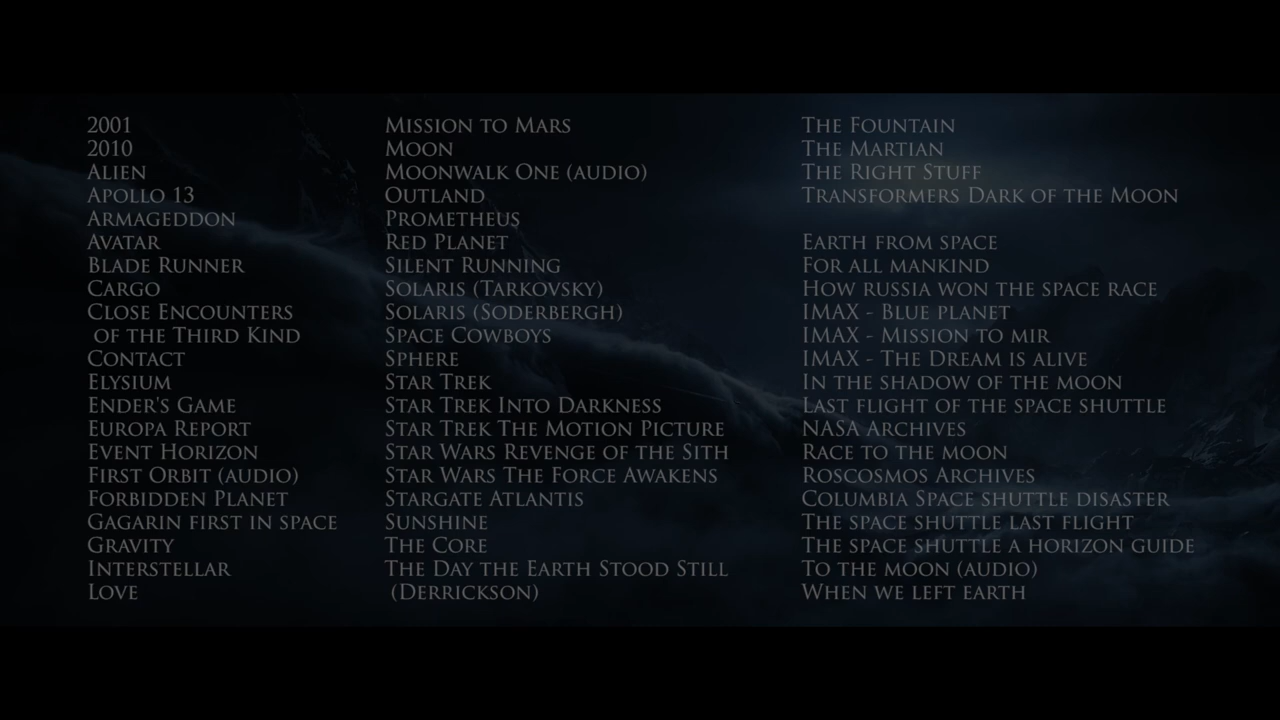 2001
2010
Alien
Apollo 13
Armageddon
Avatar
Blade Runner
Cargo
Close Encounters
of the Third Kind
Contact
Elysium
Ender's Game
Europa Report
Event Horizon
First Orbit (audio)
Forbidden Planet
Gagarin first in space
Gravity
Interstellar
Love
Mission to Mars
Moon
Moonwalk One (audio)
Outland
Prometheus
Red Planet
Silent Running
Solaris (Tarkovsky)
Solaris (Soderbergh)
Space Cowboys
Sphere
Star Trek
Star Trek Into Darkness
Star Trek The Motion Picture
Star Wars Revenge of the Sith
Star Wars The Force Awakens
Stargate Atlantis
Sunshine
The Core
The Day the Earth Stood Still
(Derrickson)
The Fountain
The Martian
The Right Stuff
Transformers Dark of the Moon
Earth from space
For all mankind
How russia won the space race
IMAX - Blue planet
IMAX - Mission to mir
IMAX - The Dream is alive
In the shadow of the moon
Last flight of the space shuttle
NASA Archives
Race to the moon
Roscosmos Archives
Columbia Space shuttle disaster
The space shuttle last flight
The space shuttle a horizon guide
To the moon (audio)
When we left earth